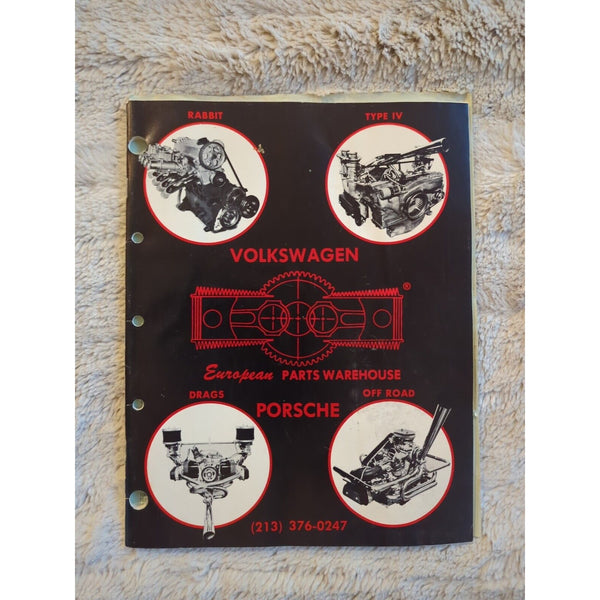 RABBIT TYPE IV
VOLKSWAGEN
®
European PARTS WAREHOUSE
DRAGS OFF ROAD
PORSCHE
(213) 376-0247